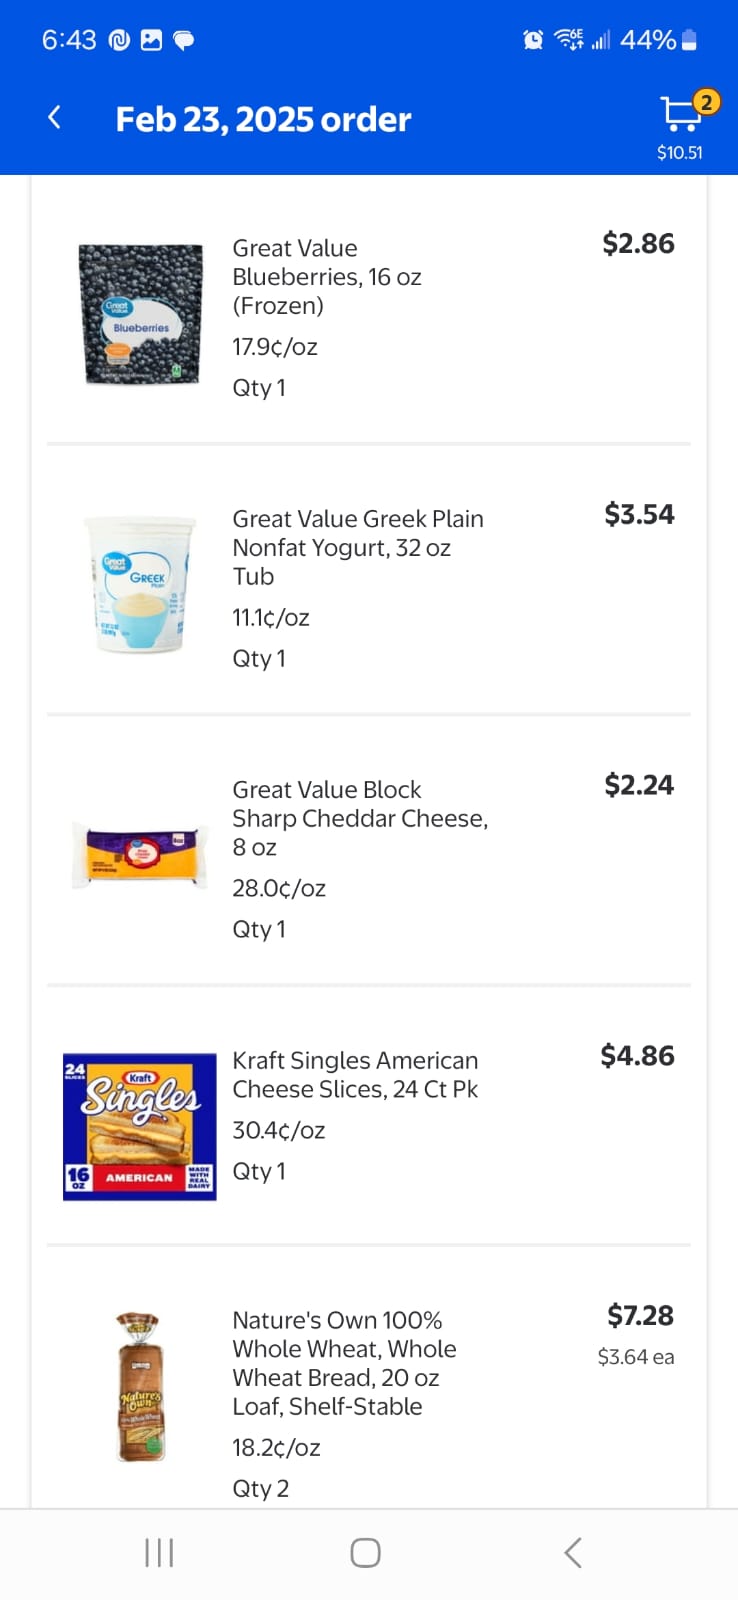 6:43
44%
Feb 23, 2025 order
2
$10.51
Great Value
Blueberries
Great Value
Blueberries, 16 oz
(Frozen)
17.9¢/oz
Qty 1
$2.86
Great Value
GREEK
Plain
Great Value Greek Plain
Nonfat Yogurt, 32 oz
Tub
11.1¢/oz
Qty 1
$3.54
Great Value Block
Sharp Cheddar Cheese,
8 oz
28.0¢/oz
Qty 1
$2.24
24
SLICES
Kraft
Singles
16
OZ
AMERICAN
MADE
WITH
REAL
DAIRY
Kraft Singles American
Cheese Slices, 24 Ct Pk
30.4¢/oz
Qty 1
$4.86
Nature's
Own
Nature's Own 100%
Whole Wheat, Whole
Wheat Bread, 20 oz
Loaf, Shelf-Stable
18.2¢/oz
Qty 2
$7.28
$3.64 ea